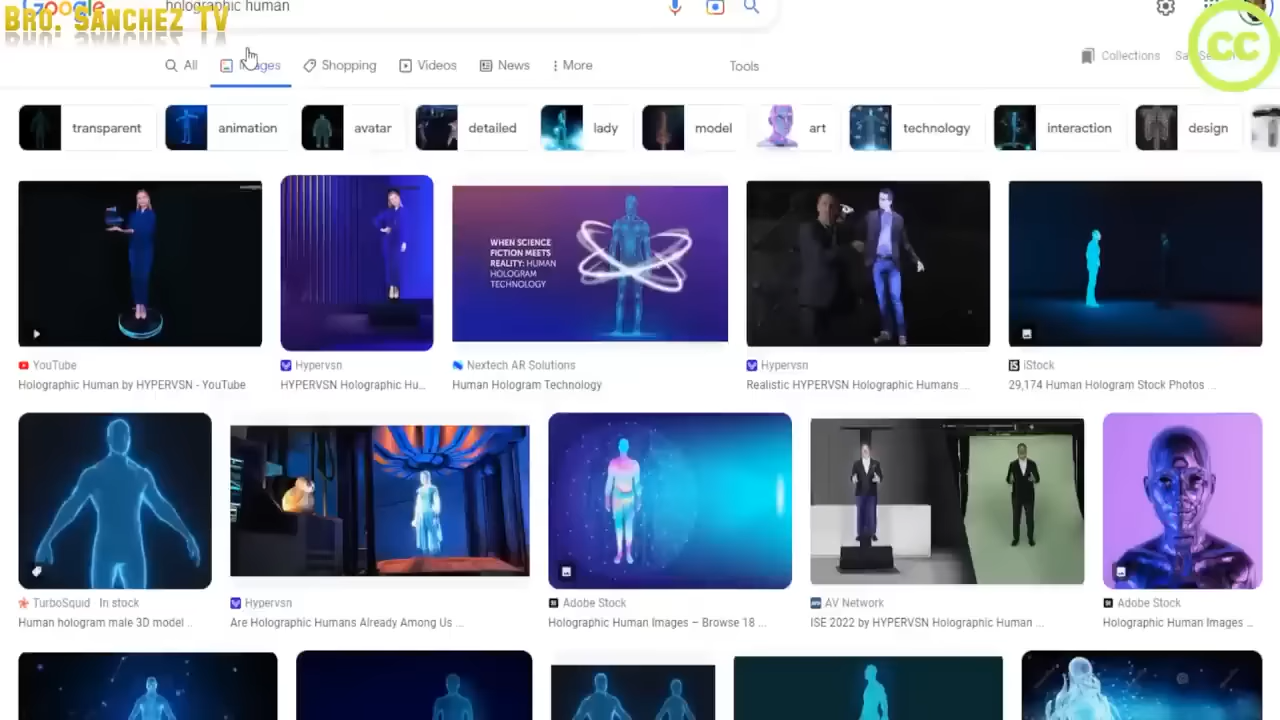 Google
holographic human
BRO. SANCHEZ TV
CC
All
Images
Shopping
Videos
News
More
Tools
Collections
transparent
animation
avatar
detailed
lady
model
art
technology
interaction
design
WHEN SCIENCE
FICTION MEETS
REALITY: HUMAN
HOLOGRAM
TECHNOLOGY
YouTube
Holographic Human by HYPERVSN - YouTube
Hypervsn
HYPERVSN Holographic Hu...
Nextech AR Solutions
Human Hologram Technology
Hypervsn
Realistic HYPERVSN Holographic Humans ...
iStock
29,174 Human Hologram Stock Photos ...
TurboSquid In stock
Human hologram male 3D model ..
Hypervsn
Are Holographic Humans Already Among Us ...
Adobe Stock
Holographic Human Images – Browse 18 ...
AV Network
ISE 2022 by HYPERVSN Holographic Human ...
Adobe Stock
Holographic Human Images ...